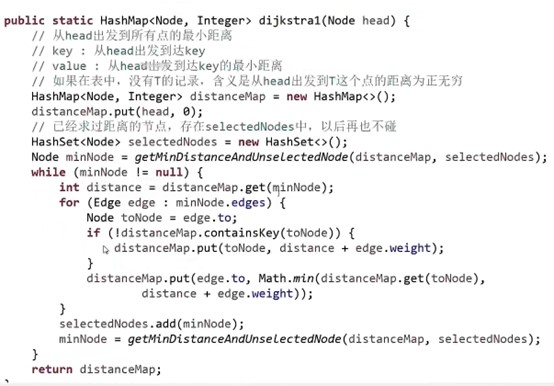 public static HashMap<Node, Integer> dijkstra1(Node head) {
    // 从head出发到所有点的最小距离
    // key : 从head出发到达key
    // value : 从head出发到达key的最小距离
    // 如果在表中，没有T的记录，含义是从head出发到T这个点的距离为正无穷
    HashMap<Node, Integer> distanceMap = new HashMap<>();
    distanceMap.put(head, 0);
    // 已经求过距离的节点，存在selectedNodes中，以后再也不碰
    HashSet<Node> selectedNodes = new HashSet<>();
    Node minNode = getMinDistanceAndUnselectedNode(distanceMap, selectedNodes);
    while (minNode != null) {
        int distance = distanceMap.get(minNode);
        for (Edge edge : minNode.edges) {
            Node toNode = edge.to;
            if (!distanceMap.containsKey(toNode)) {
                distanceMap.put(toNode, distance + edge.weight);
            }
            distanceMap.put(edge.to, Math.min(distanceMap.get(toNode),
                    distance + edge.weight));
        }
        selectedNodes.add(minNode);
        minNode = getMinDistanceAndUnselectedNode(distanceMap, selectedNodes);
    }
    return distanceMap;